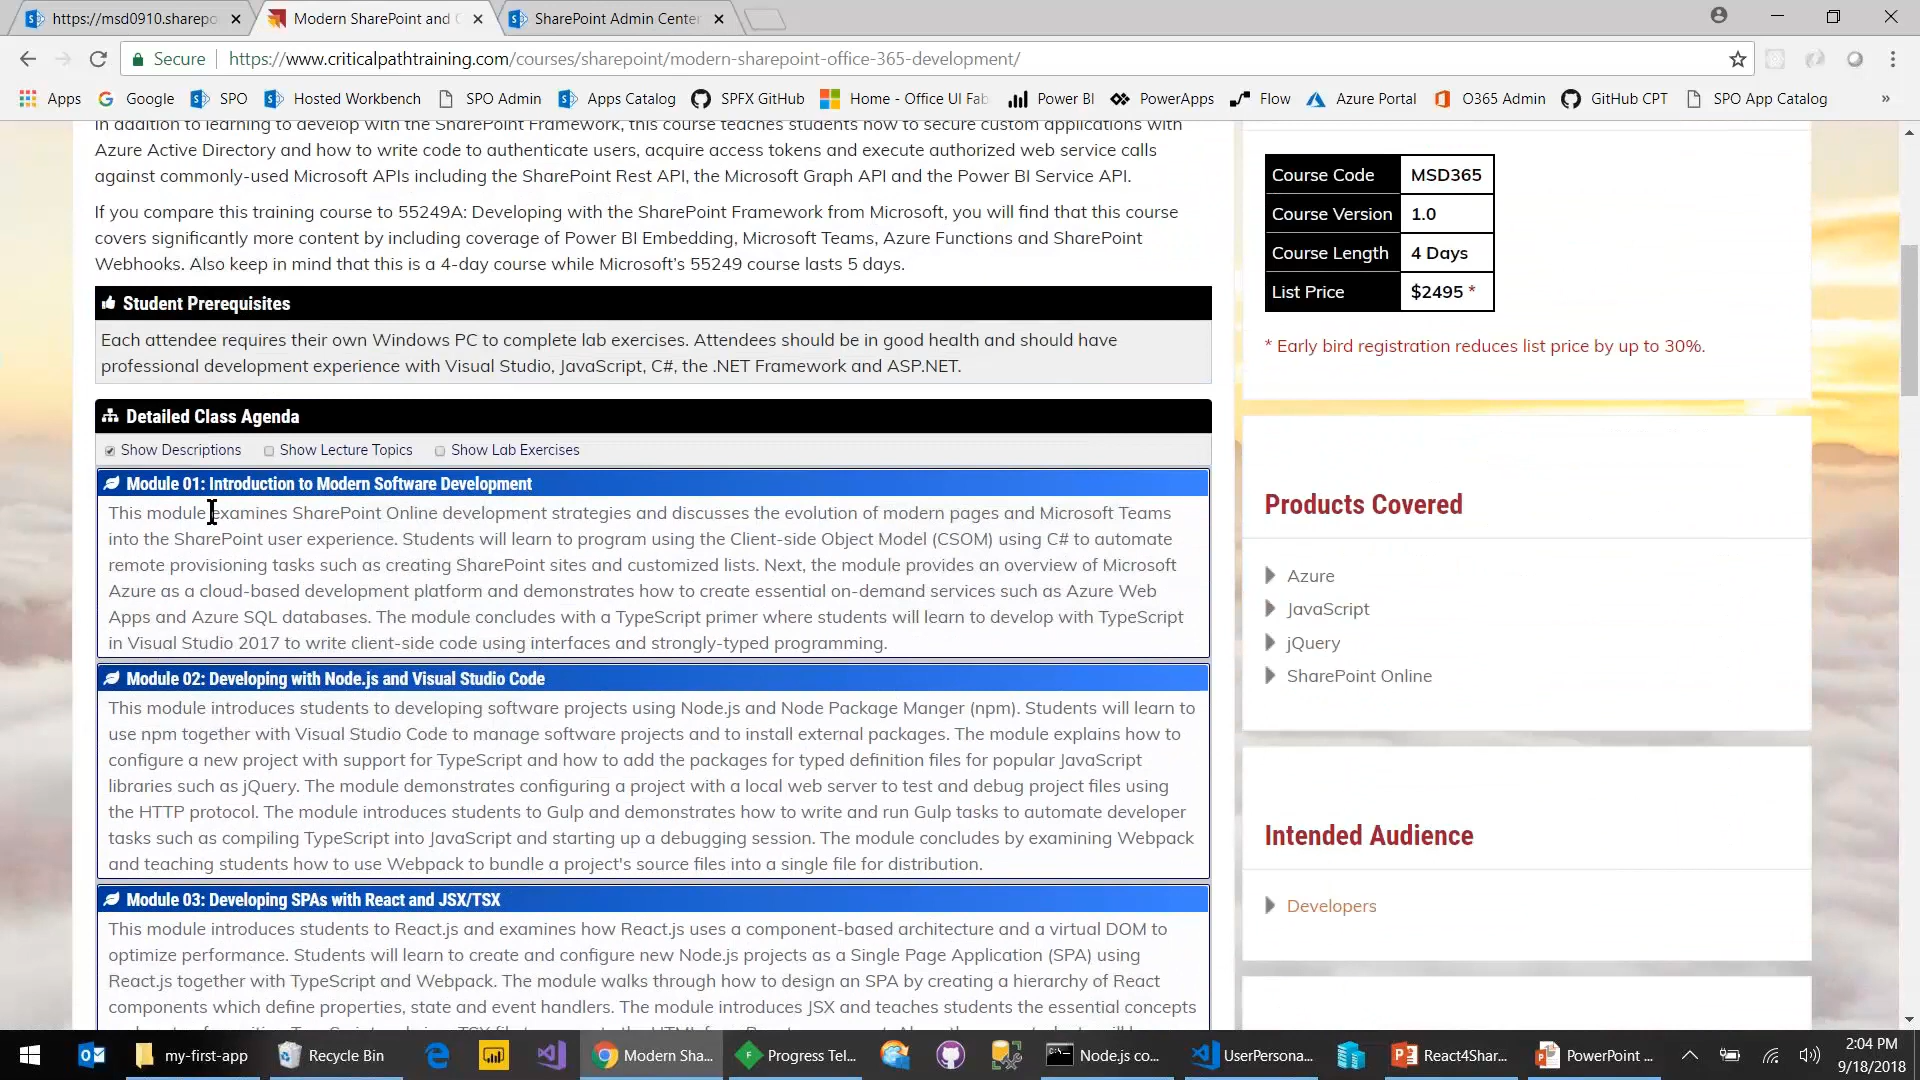 https://msd0910.sharepo
Modern SharePoint and
SharePoint Admin Center
Secure
https://www.criticalpathtraining.com/courses/sharepoint/modern-sharepoint-office-365-development/
Apps
Google
SPO
Hosted Workbench
SPO Admin
Apps Catalog
SPFX GitHub
Home - Office UI Fab
Power BI
PowerApps
Flow
Azure Portal
O365 Admin
GitHub CPT
SPO App Catalog
»
In addition to learning to develop with the SharePoint Framework, this course teaches students how to secure custom applications with
Azure Active Directory and how to write code to authenticate users, acquire access tokens and execute authorized web service calls
against commonly-used Microsoft APIs including the SharePoint Rest API, the Microsoft Graph API and the Power BI Service API.
If you compare this training course to 55249A: Developing with the SharePoint Framework from Microsoft, you will find that this course
covers significantly more content by including coverage of Power BI Embedding, Microsoft Teams, Azure Functions and SharePoint
Webhooks. Also keep in mind that this is a 4-day course while Microsoft's 55249 course lasts 5 days.
Student Prerequisites
Each attendee requires their own Windows PC to complete lab exercises. Attendees should be in good health and should have
professional development experience with Visual Studio, JavaScript, C#, the .NET Framework and ASP.NET.
Detailed Class Agenda
Show Descriptions
Show Lecture Topics
Show Lab Exercises
Module 01: Introduction to Modern Software Development
This module examines SharePoint Online development strategies and discusses the evolution of modern pages and Microsoft Teams
into the SharePoint user experience. Students will learn to program using the Client-side Object Model (CSOM) using C# to automate
remote provisioning tasks such as creating SharePoint sites and customized lists. Next, the module provides an overview of Microsoft
Azure as a cloud-based development platform and demonstrates how to create essential on-demand services such as Azure Web
Apps and Azure SQL databases. The module concludes with a TypeScript primer where students will learn to develop with TypeScript
in Visual Studio 2017 to write client-side code using interfaces and strongly-typed programming.
Module 02: Developing with Node.js and Visual Studio Code
This module introduces students to developing software projects using Node.js and Node Package Manger (npm). Students will learn to
use npm together with Visual Studio Code to manage software projects and to install external packages. The module explains how to
configure a new project with support for TypeScript and how to add the packages for typed definition files for popular JavaScript
libraries such as jQuery. The module demonstrates configuring a project with a local web server to test and debug project files using
the HTTP protocol. The module introduces students to Gulp and demonstrates how to write and run Gulp tasks to automate developer
tasks such as compiling TypeScript into JavaScript and starting up a debugging session. The module concludes by examining Webpack
and teaching students how to use Webpack to bundle a project's source files into a single file for distribution.
Module 03: Developing SPAs with React and JSX/TSX
This module introduces students to React.js and examines how React.js uses a component-based architecture and a virtual DOM to
optimize performance. Students will learn to create and configure new Node.js projects as a Single Page Application (SPA) using
React.js together with TypeScript and Webpack. The module walks through how to design an SPA by creating a hierarchy of React
components which define properties, state and event handlers. The module introduces JSX and teaches students the essential concepts
Course Code MSD365
Course Version 1.0
Course Length 4 Days
List Price $2495 *
* Early bird registration reduces list price by up to 30%.
Products Covered
Azure
JavaScript
jQuery
SharePoint Online
Intended Audience
Developers
my-first-app
Recycle Bin
Modern Sha...
Progress Tel...
Node.js co...
UserPersona...
React4Shar...
PowerPoint ...
2:04 PM
9/18/2018